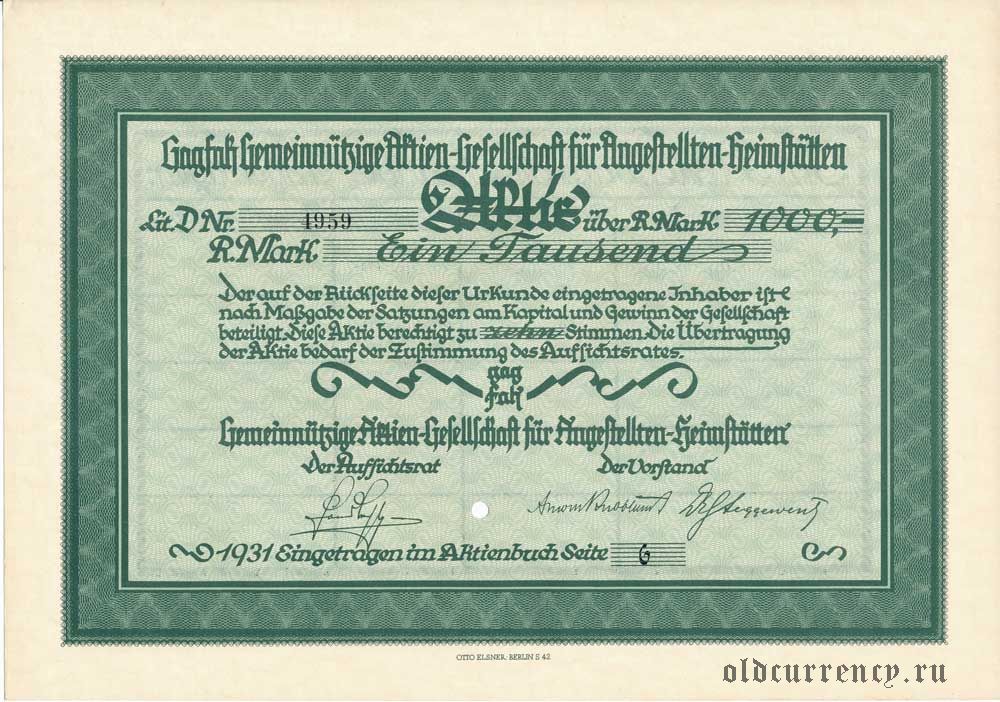 Gagfah Gemeinnützige Aktien-Gesellschaft für Angestellten-Heimstätten
Aktie
Lit. D Nr. 4959 über R. Mark 1000,-
R. Mark Ein Tausend
Der auf der Rückseite dieser Urkunde eingetragene Inhaber ist
nach Maßgabe der Satzungen am Kapital und Gewinn der Gesellschaft
beteiligt. Diese Aktie berechtigt zu zehn Stimmen. Die Übertragung
der Aktie bedarf der Zustimmung des Aufsichtsrates.
gag
fah
Gemeinnützige Aktien-Gesellschaft für Angestellten-Heimstätten
Der Aufsichtsrat Der Vorstand
1931 Eingetragen im Aktienbuch Seite 6
OTTO ELSNER · BERLIN S 42
oldcurrency.ru